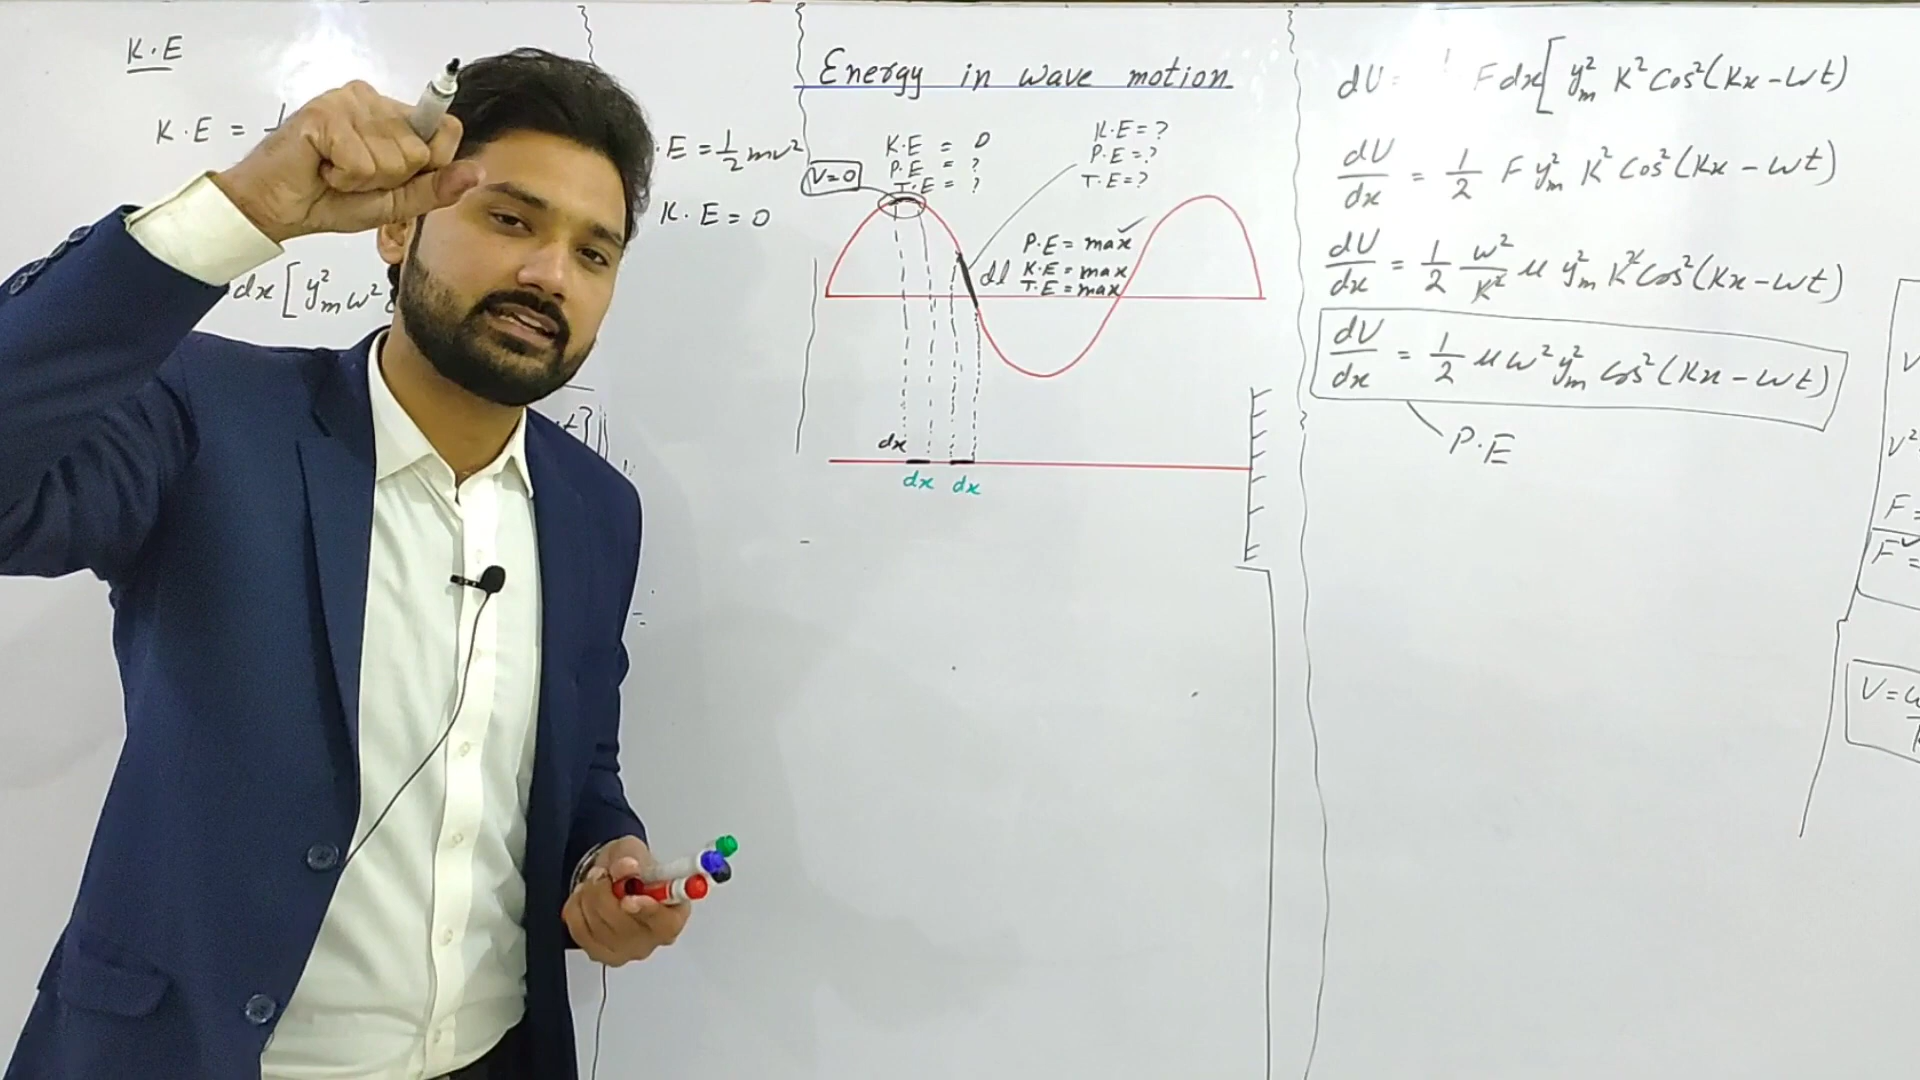 K.E
K.E =
dx [y²m ω²
.E = ½ mv²
K.E = 0
Energy in wave motion
K.E = 0
P.E = ?
T.E = ?
V=0
K.E = ?
P.E = ?
T.E = ?
P.E = max ✓
K.E = max
T.E = max
dl
dx
dx dx
dU = F dx[y²m K² Cos²(Kx - ωt)
dU/dx = 1/2 F y²m K² Cos²(Kx - ωt)
dU/dx = 1/2 ω²/K² μ y²m K² Cos²(Kx - ωt)
dU/dx = 1/2 μ ω² y²m Cos²(Kx - ωt)
P.E
V
V²
F =
F =
V =